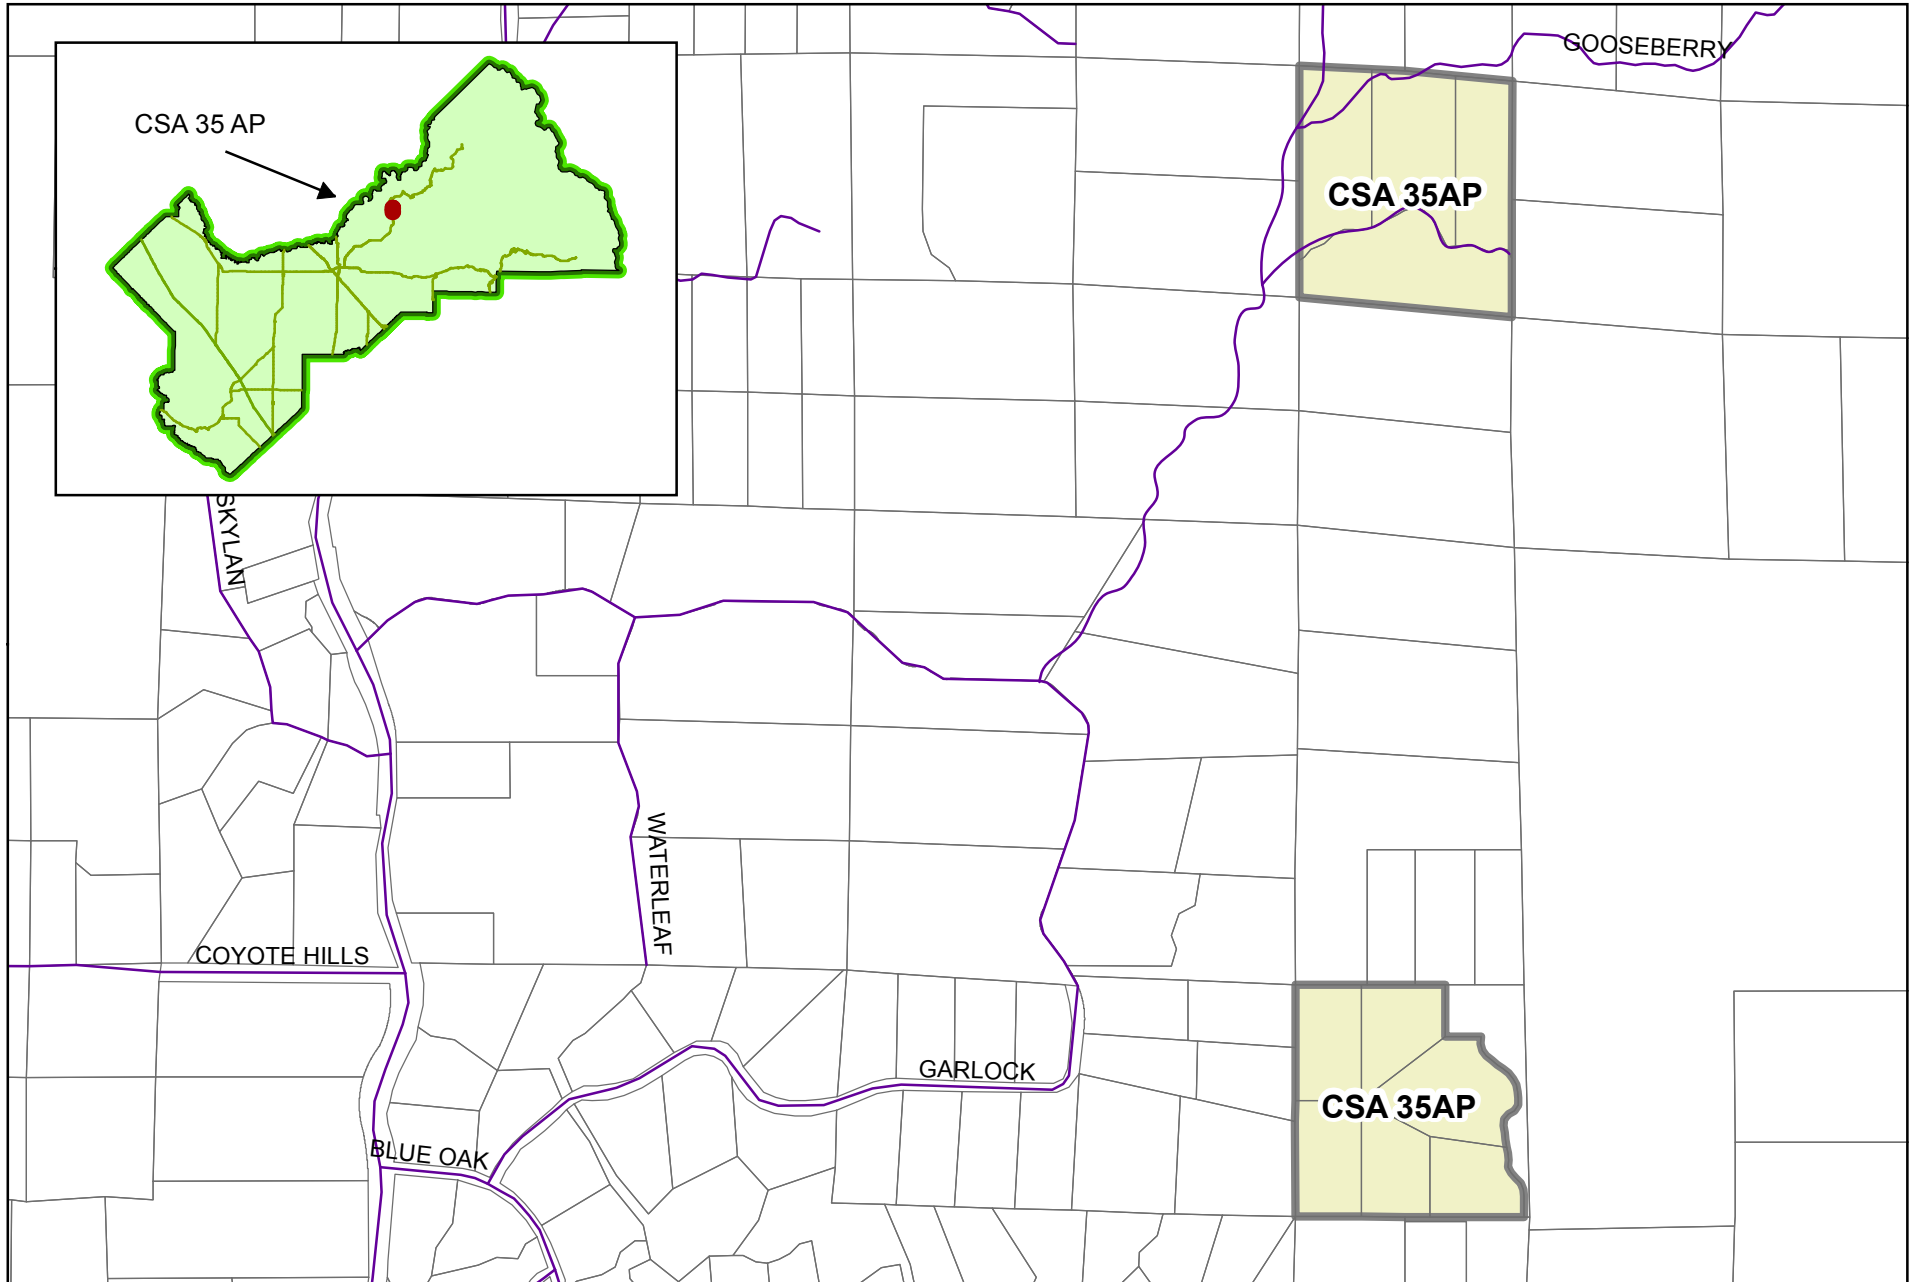 GOOSEBERRY
CSA 35 AP
CSA 35AP
SKYLAN
WATERLEAF
COYOTE HILLS
GARLOCK
CSA 35AP
BLUE OAK